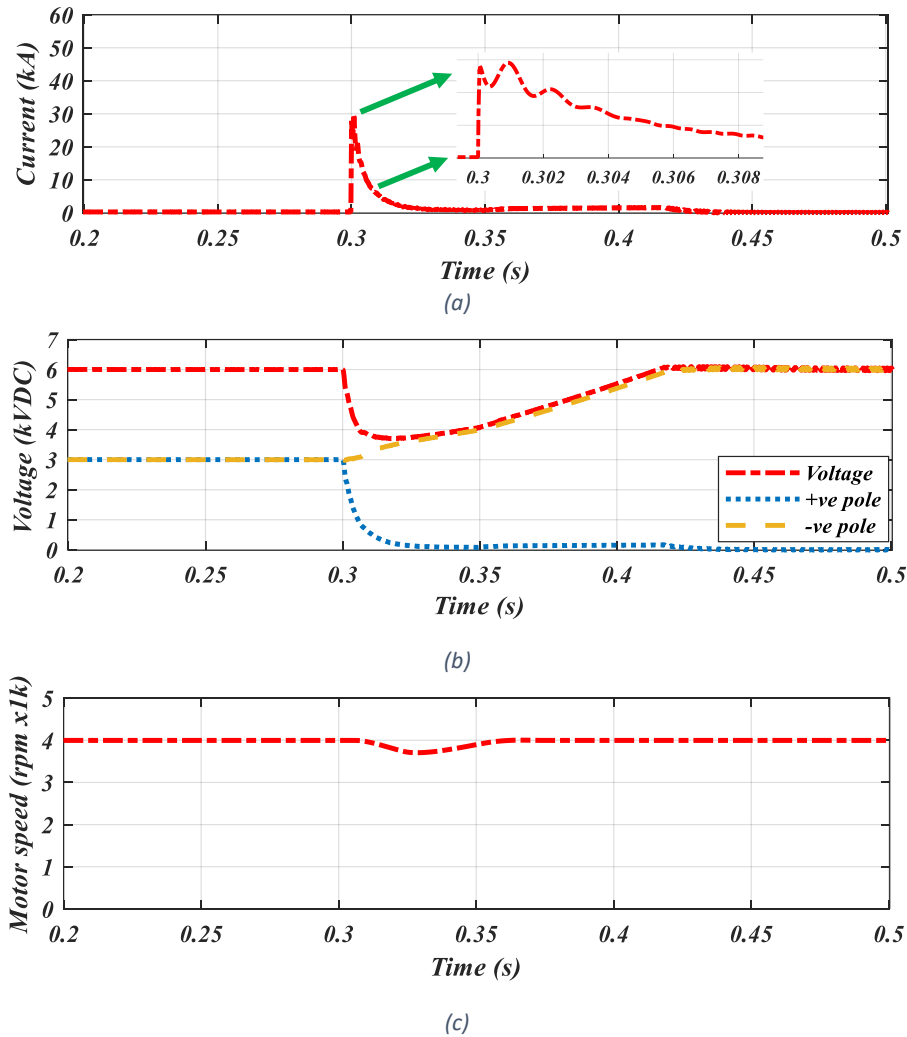 Current (kA)
60
50
40
30
20
10
0
0.3 0.302 0.304 0.306 0.308
0.2 0.25 0.3 0.35 0.4 0.45 0.5
Time (s)
(a)
Voltage (kVDC)
7
6
5
4
3
2
1
0
Voltage
+ve pole
-ve pole
0.2 0.25 0.3 0.35 0.4 0.45 0.5
Time (s)
(b)
Motor speed (rpm x1k)
5
4
3
2
1
0
0.2 0.25 0.3 0.35 0.4 0.45 0.5
Time (s)
(c)